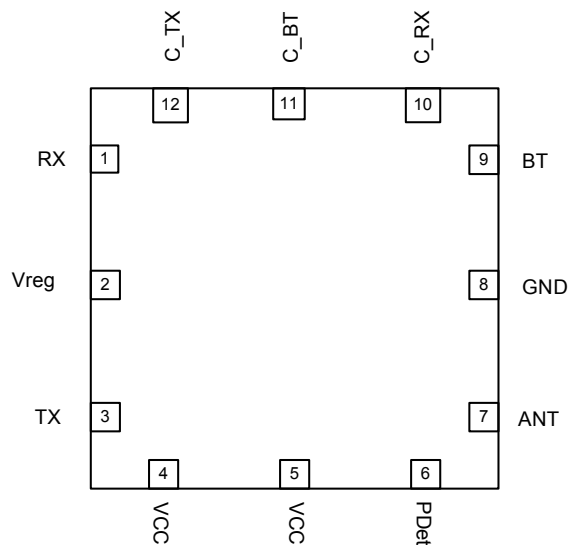 C_TX
C_BT
C_RX
12
11
10
RX
1
9
BT
Vreg
2
8
GND
TX
3
7
ANT
4
5
6
VCC
VCC
PDet